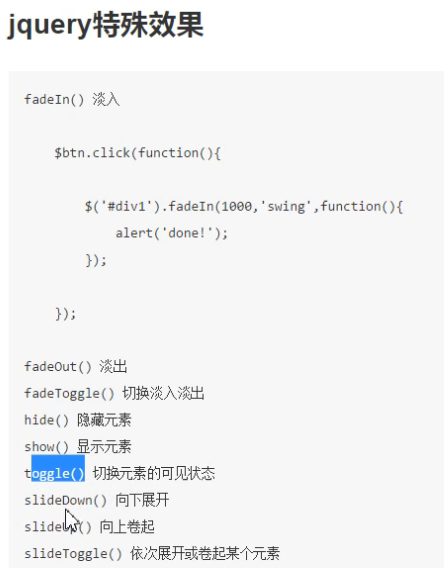 jquery特殊效果
fadeIn() 淡入
$btn.click(function(){
$('#div1').fadeIn(1000,'swing',function(){
alert('done!');
});
});
fadeOut() 淡出
fadeToggle() 切换淡入淡出
hide() 隐藏元素
show() 显示元素
toggle() 切换元素的可见状态
slideDown() 向下展开
slideUp() 向上卷起
slideToggle() 依次展开或卷起某个元素